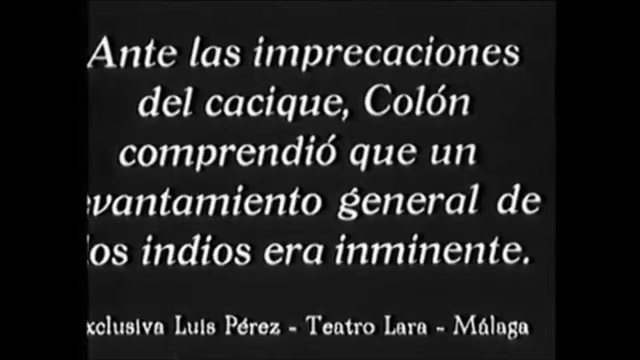 Ante las imprecaciones
del cacique, Colón
comprendió que un
evantamiento general de
los indios era inminente.
xclusiva Luis Pérez - Teatro Lara - Málaga